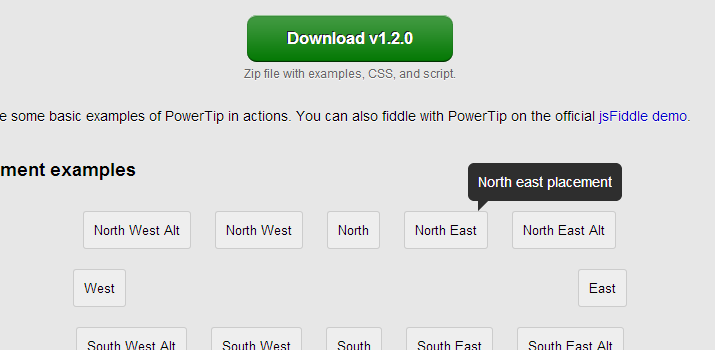 Download v1.2.0
Zip file with examples, CSS, and script.
e some basic examples of PowerTip in actions. You can also fiddle with PowerTip on the official jsFiddle demo.
ment examples
North east placement
North West Alt North West North North East North East Alt
West East
South West Alt South West South South East South East Alt